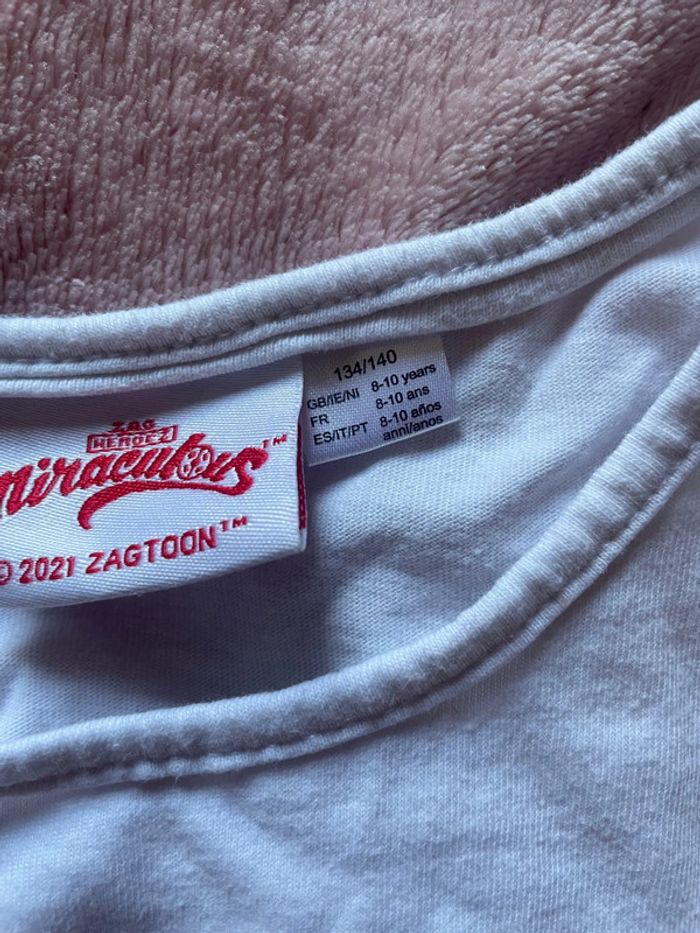 ZAG
HEROEZ
Miraculous™
© 2021 ZAGTOON™
134/140
GB/IE/NI 8-10 years
FR 8-10 ans
ES/IT/PT 8-10 años
anni/anos